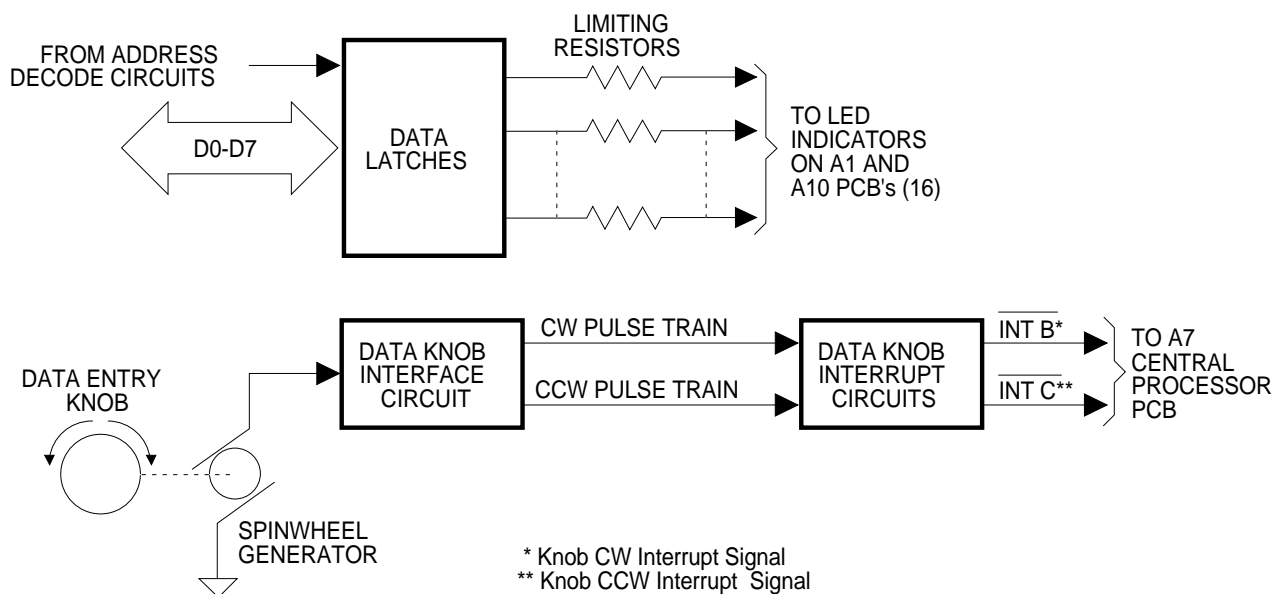 LIMITING
RESISTORS
FROM ADDRESS
DECODE CIRCUITS
D0-D7
DATA
LATCHES
TO LED
INDICATORS
ON A1 AND
A10 PCB's (16)
DATA ENTRY
KNOB
SPINWHEEL
GENERATOR
DATA KNOB
INTERFACE
CIRCUIT
CW PULSE TRAIN
CCW PULSE TRAIN
DATA KNOB
INTERRUPT
CIRCUITS
INT B*
INT C**
TO A7
CENTRAL
PROCESSOR
PCB
* Knob CW Interrupt Signal
** Knob CCW Interrupt Signal